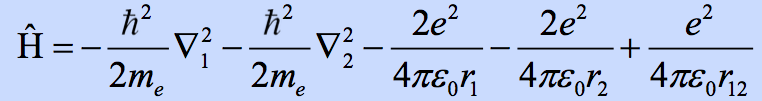 Ĥ = −ℏ²/2mₑ ∇₁² − ℏ²/2mₑ ∇₂² − 2e²/4πε₀r₁ − 2e²/4πε₀r₂ + e²/4πε₀r₁₂